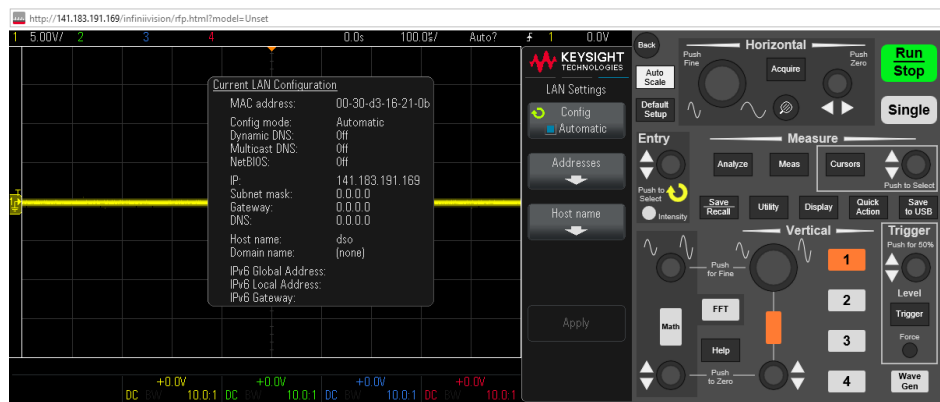 http://141.183.191.169/infiniivision/rfp.html?model=Unset
1 5.00V/ 2 3 4 0.0s 100.0%/ Auto? 1 0.0V
KEYSIGHT
TECHNOLOGIES
LAN Settings
Config
Automatic
Addresses
Host name
Apply
Current LAN Configuration
MAC address: 00-30-d3-16-21-0b
Config mode: Automatic
Dynamic DNS: Off
Multicast DNS: Off
NetBIOS: Off
IP: 141.183.191.169
Subnet mask: 0.0.0.0
Gateway: 0.0.0.0
DNS: 0.0.0.0
Host name: dso
Domain name: (none)
IPv6 Global Address:
IPv6 Local Address:
IPv6 Gateway:
+0.0V +0.0V +0.0V +0.0V
DC BW 10.0:1 DC BW 10.0:1 DC BW 10.0:1 DC BW 10.0:1
Back
Horizontal
Push
Fine
Push
Zero
Run
Stop
Auto
Scale
Acquire
Default
Setup
Single
Entry
Measure
Analyze
Meas
Cursors
Push to Select
Push to
Select
Intensity
Save
Recall
Utility
Display
Quick
Action
Save
to USB
Vertical
Trigger
Push for 50%
Push
for Fine
1
Level
FFT
2
Trigger
Math
3
Force
Help
Push
to Zero
4
Wave
Gen